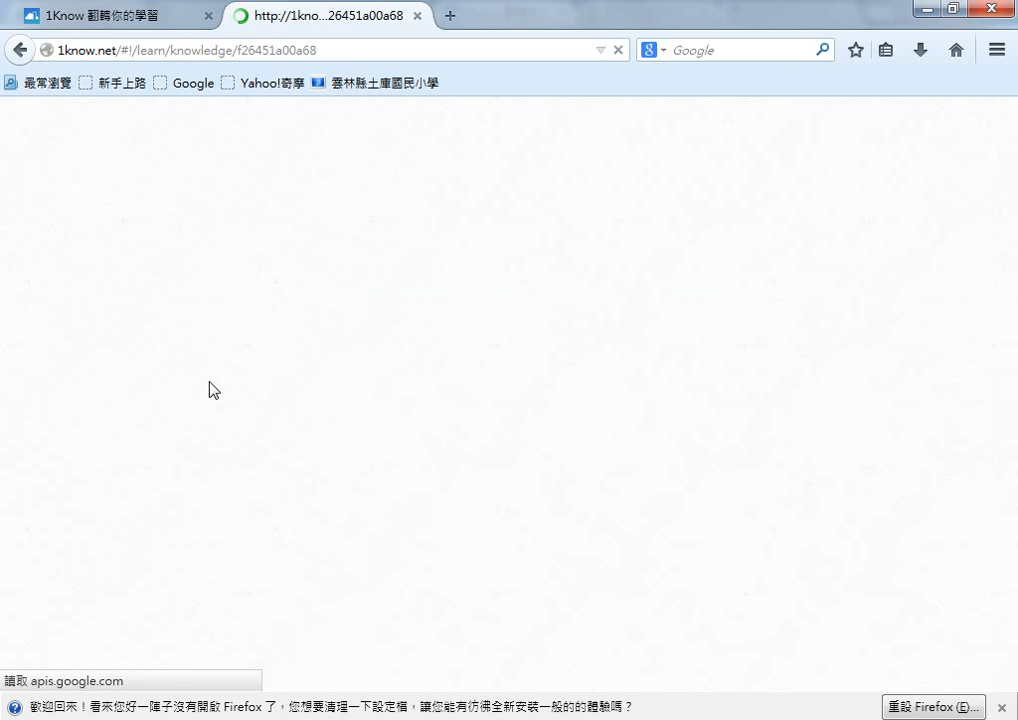 1Know 翻轉你的學習
http://1kno...26451a00a68
1know.net/#!/learn/knowledge/f26451a00a68
Google
最常瀏覽 新手上路 Google Yahoo!奇摩 雲林縣土庫國民小學
讀取 apis.google.com
歡迎回來！看來您好一陣子沒有開啟 Firefox 了，您想要清理一下設定檔，讓您能有彷彿全新安裝一般的的體驗嗎？
重設 Firefox (E)...